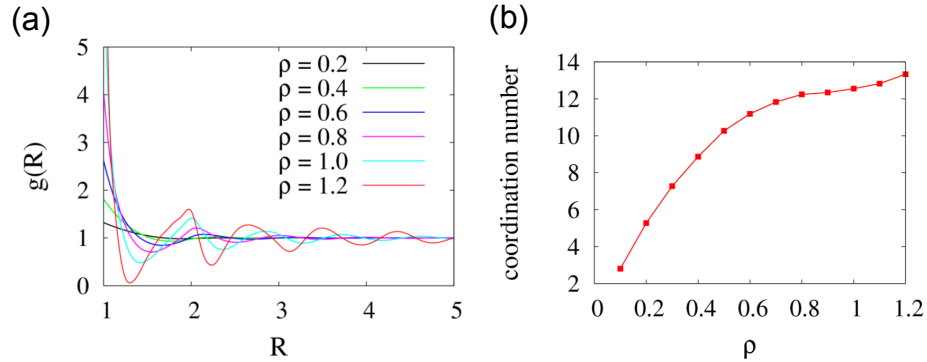 (a)
g(R)
5
4
3
2
1
0
ρ = 0.2
ρ = 0.4
ρ = 0.6
ρ = 0.8
ρ = 1.0
ρ = 1.2
1 2 3 4 5
R
(b)
coordination number
14
12
10
8
6
4
2
0 0.2 0.4 0.6 0.8 1 1.2
ρ